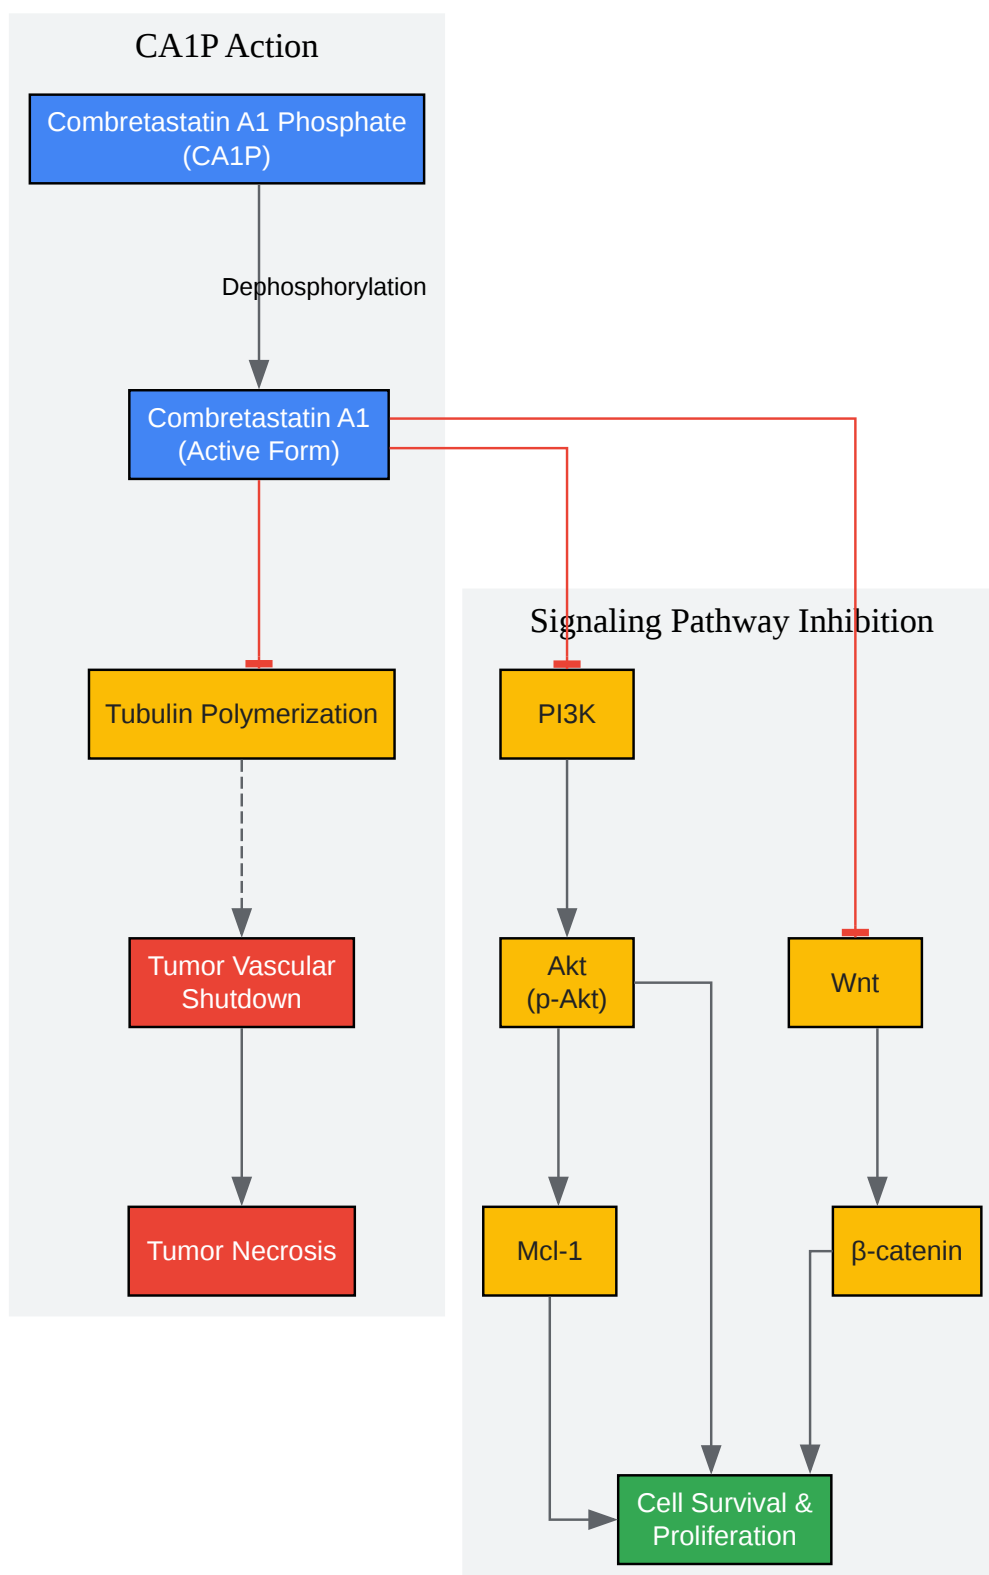 CA1P Action
Combretastatin A1 Phosphate
(CA1P)
Dephosphorylation
Combretastatin A1
(Active Form)
Tubulin Polymerization
Tumor Vascular
Shutdown
Tumor Necrosis
Signaling Pathway Inhibition
PI3K
Akt
(p-Akt)
Wnt
Mcl-1
β-catenin
Cell Survival &
Proliferation